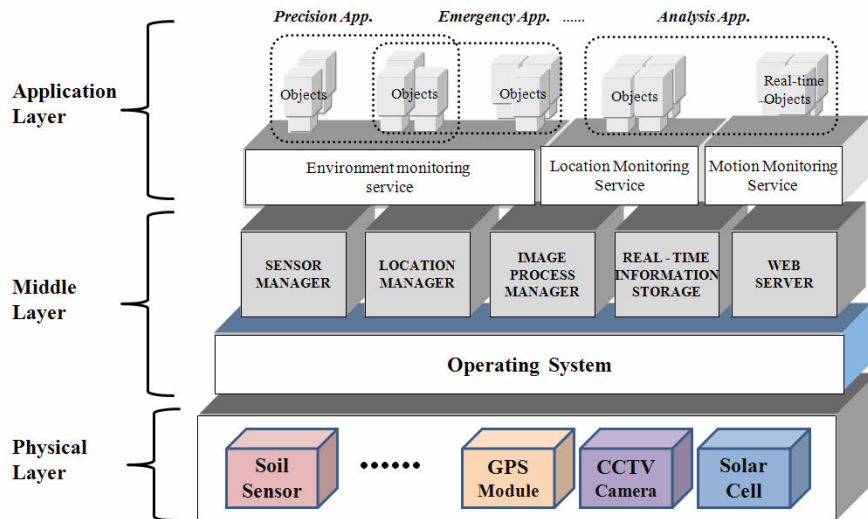 Precision App.
Emergency App.
......
Analysis App.
Application
Layer
Objects
Objects
Objects
Objects
Real-time
Objects
Environment monitoring
service
Location Monitoring
Service
Motion Monitoring
Service
Middle
Layer
SENSOR
MANAGER
LOCATION
MANAGER
IMAGE
PROCESS
MANAGER
REAL - TIME
INFORMATION
STORAGE
WEB
SERVER
Operating System
Physical
Layer
Soil
Sensor
......
GPS
Module
CCTV
Camera
Solar
Cell